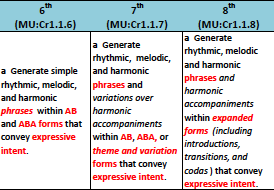 6th
(MU:Cr1.1.6)
a Generate simple
rhythmic, melodic,
and harmonic
phrases within AB
and ABA forms that
convey expressive
intent.
7th
(MU:Cr1.1.7)
a Generate
rhythmic, melodic,
and harmonic
phrases and
variations over
harmonic
accompaniments
within AB, ABA, or
theme and variation
forms that convey
expressive intent.
8th
(MU:Cr1.1.8)
a Generate
rhythmic, melodic
and harmonic
phrases and
harmonic
accompaniments
within expanded
forms (including
introductions,
transitions, and
codas ) that convey
expressive intent.